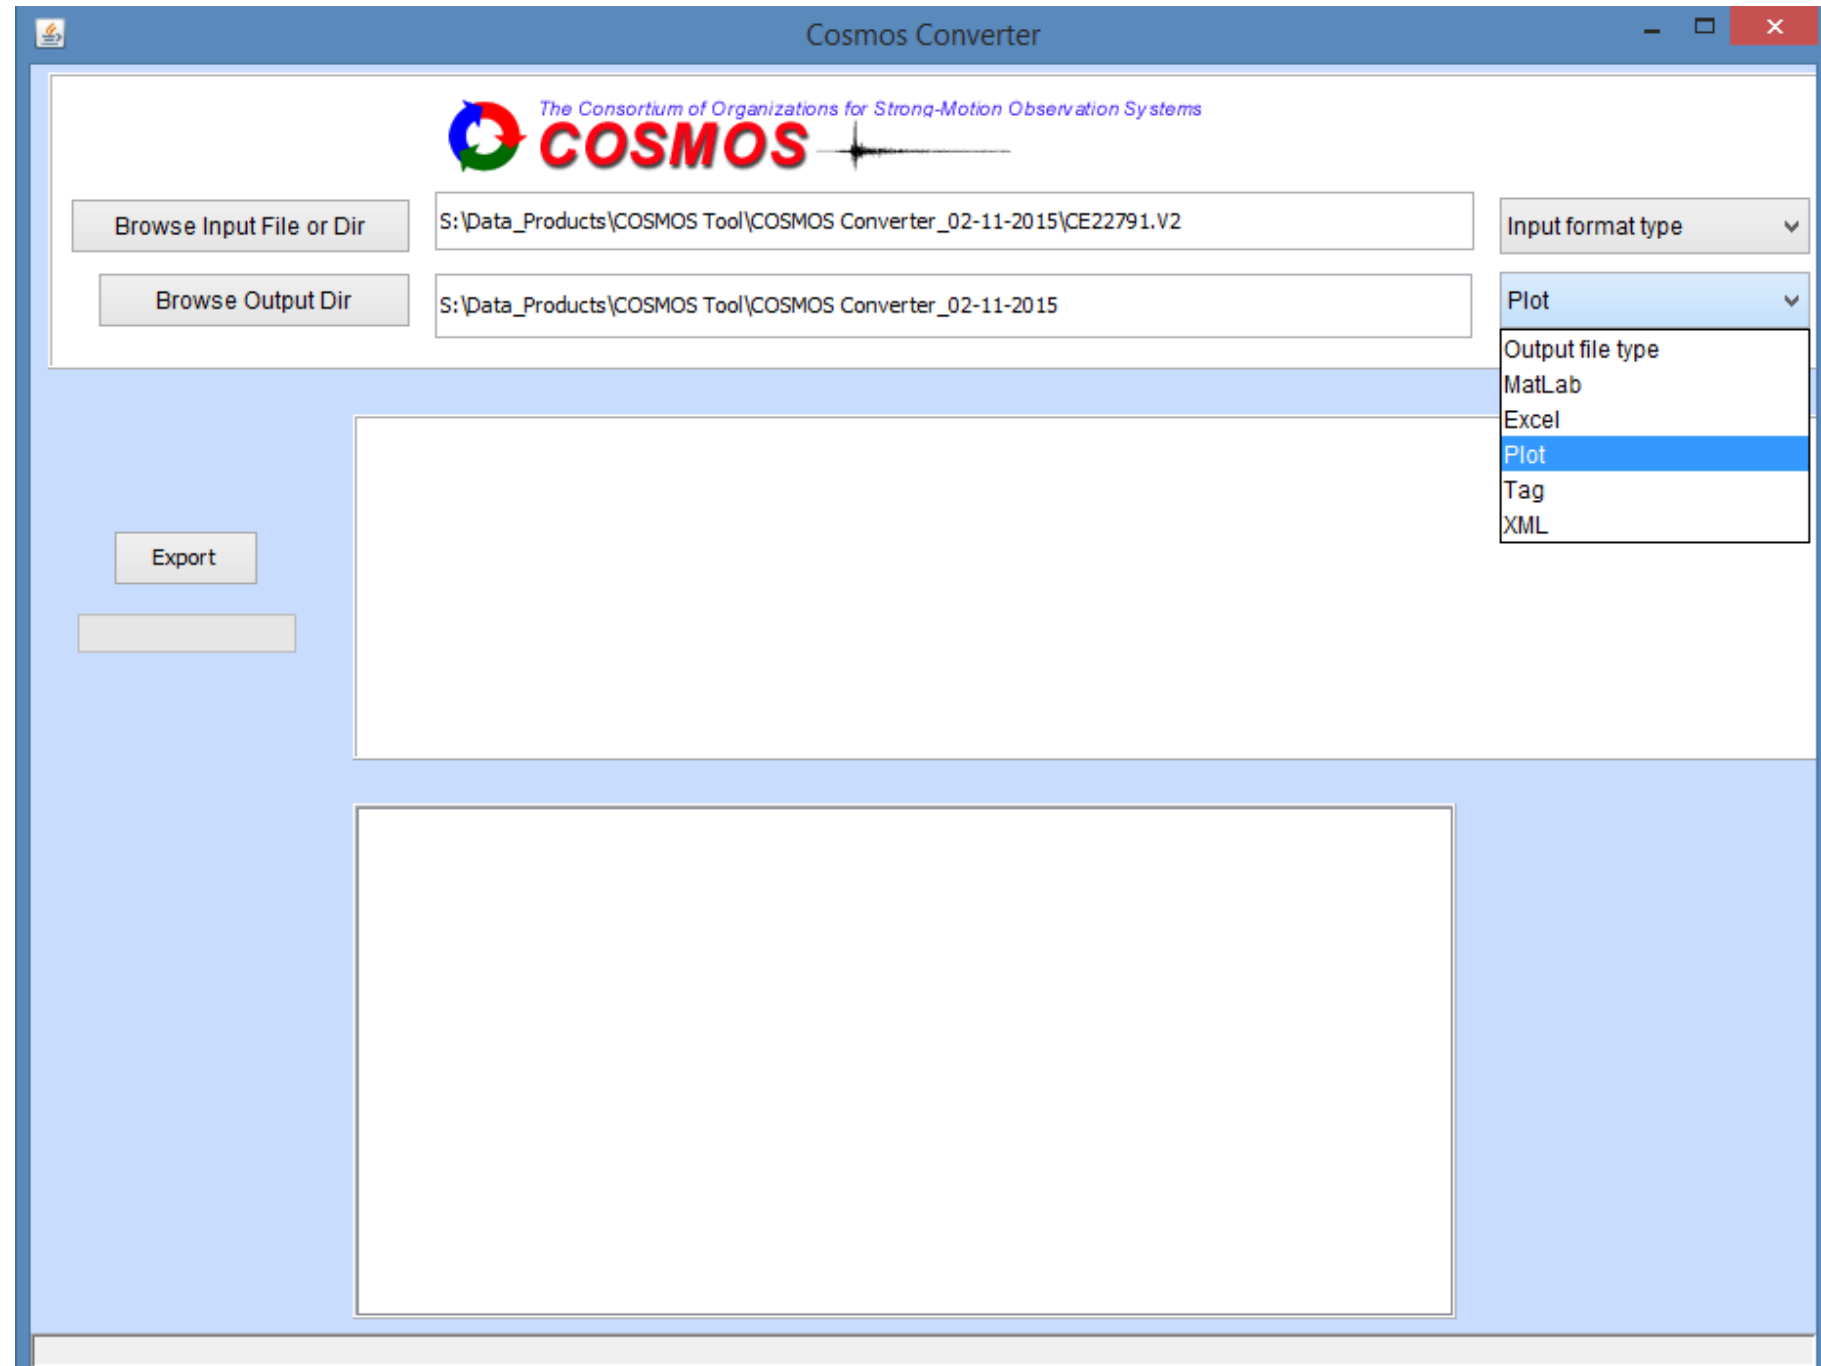 Cosmos Converter
The Consortium of Organizations for Strong-Motion Observation Systems
COSMOS
Browse Input File or Dir
S:\Data_Products\COSMOS Tool\COSMOS Converter_02-11-2015\CE22791.V2
Input format type
Browse Output Dir
S:\Data_Products\COSMOS Tool\COSMOS Converter_02-11-2015
Plot
Output file type
MatLab
Excel
Plot
Tag
XML
Export